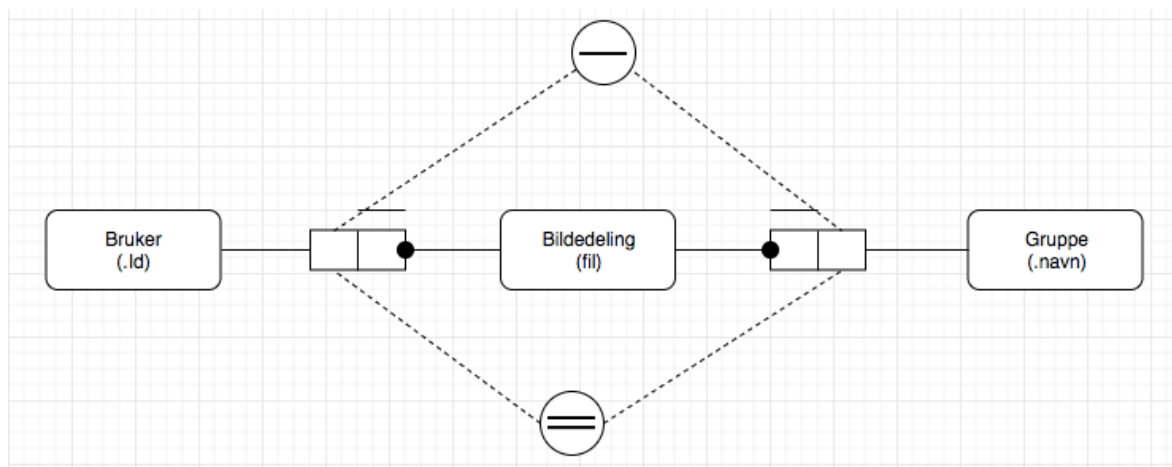 Bruker
(.Id)
Bildedeling
(fil)
Gruppe
(.navn)